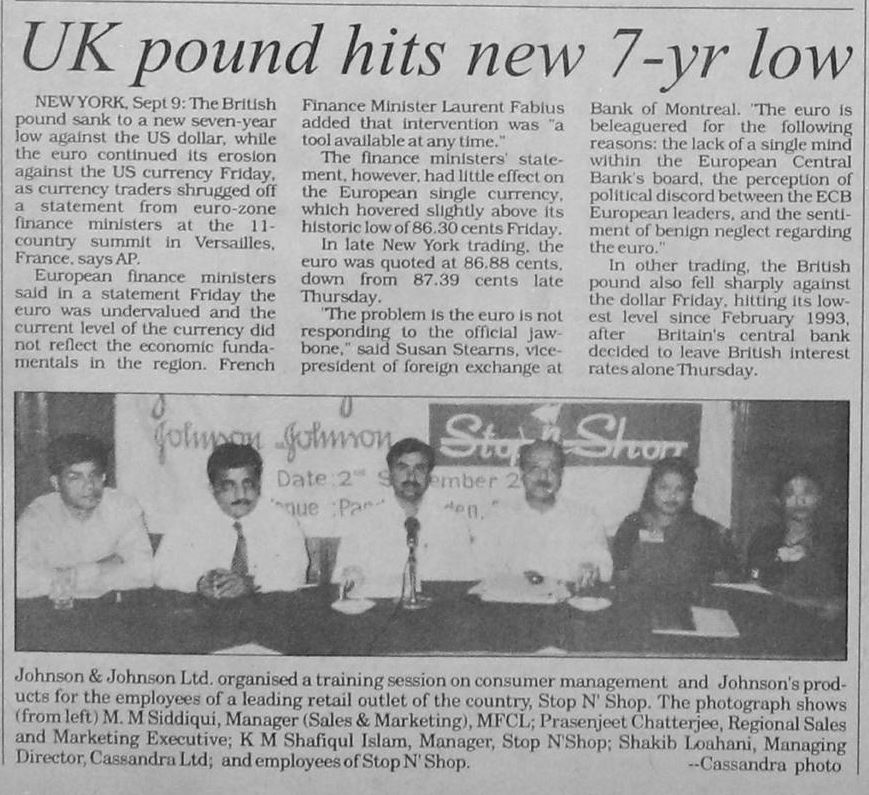 UK pound hits new 7-yr low
NEW YORK, Sept 9: The British
pound sank to a new seven-year
low against the US dollar, while
the euro continued its erosion
against the US currency Friday,
as currency traders shrugged off
a statement from euro-zone
finance ministers at the 11-
country summit in Versailles,
France, says AP.
European finance ministers
said in a statement Friday the
euro was undervalued and the
current level of the currency did
not reflect the economic funda-
mentals in the region. French
Finance Minister Laurent Fabius
added that intervention was "a
tool available at any time."
The finance ministers' state-
ment, however, had little effect on
the European single currency,
which hovered slightly above its
historic low of 86.30 cents Friday.
In late New York trading, the
euro was quoted at 86.88 cents,
down from 87.39 cents late
Thursday.
"The problem is the euro is not
responding to the official jaw-
bone," said Susan Stearns, vice-
president of foreign exchange at
Bank of Montreal. "The euro is
beleaguered for the following
reasons: the lack of a single mind
within the European Central
Bank's board, the perception of
political discord between the ECB
European leaders, and the senti-
ment of benign neglect regarding
the euro."
In other trading, the British
pound also fell sharply against
the dollar Friday, hitting its low-
est level since February 1993,
after Britain's central bank
decided to leave British interest
rates alone Thursday.
Johnson Johnson
Stop n Shop
Date: 2nd
Johnson & Johnson Ltd. organised a training session on consumer management and Johnson's prod-
ucts for the employees of a leading retail outlet of the country, Stop N' Shop. The photograph shows
(from left) M. M Siddiqui, Manager (Sales & Marketing), MFCL; Prasenjeet Chatterjee, Regional Sales
and Marketing Executive; K M Shafiqul Islam, Manager, Stop N'Shop; Shakib Loahani, Managing
Director, Cassandra Ltd; and employees of Stop N' Shop. --Cassandra photo